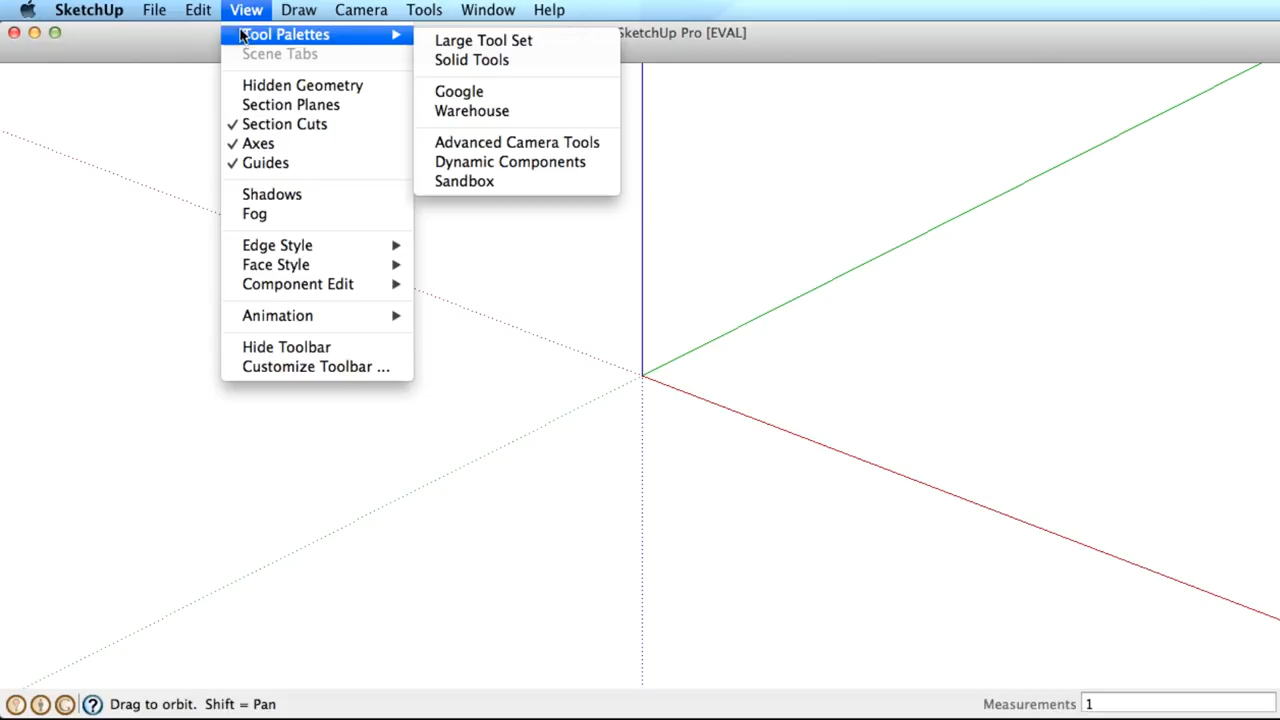 SketchUp File Edit View Draw Camera Tools Window Help
SketchUp Pro [EVAL]
Tool Palettes
Scene Tabs
Hidden Geometry
Section Planes
Section Cuts
Axes
Guides
Shadows
Fog
Edge Style
Face Style
Component Edit
Animation
Hide Toolbar
Customize Toolbar ...
Large Tool Set
Solid Tools
Google
Warehouse
Advanced Camera Tools
Dynamic Components
Sandbox
Drag to orbit. Shift = Pan
Measurements 1